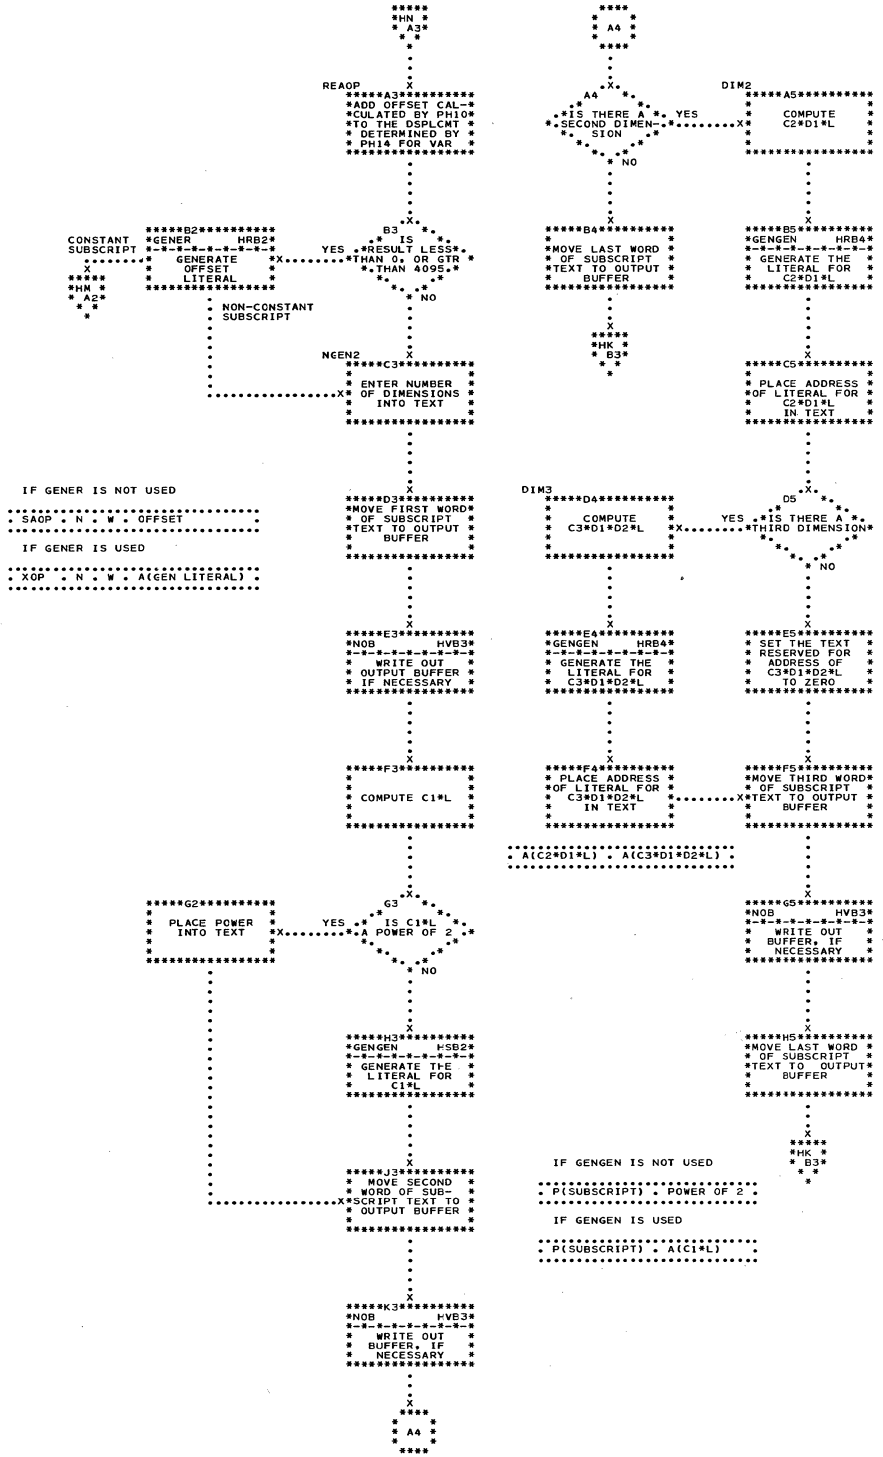 HN
A3
REAOP
A3
ADD OFFSET CAL-
CULATED BY PH10
TO THE DSPLCMT
DETERMINED BY
PH14 FOR VAR
B3
IS
RESULT LESS
THAN 0, OR GTR
THAN 4095.
YES
NO
B2
GENER HRB2
GENERATE
OFFSET
LITERAL
CONSTANT
SUBSCRIPT
HM
A2
NON-CONSTANT
SUBSCRIPT
NGEN2
C3
ENTER NUMBER
OF DIMENSIONS
INTO TEXT
IF GENER IS NOT USED
. SAOP . N . W . OFFSET .
IF GENER IS USED
. XOP . N . W . A(GEN LITERAL) .
D3
MOVE FIRST WORD
OF SUBSCRIPT
TEXT TO OUTPUT
BUFFER
E3
NOB HVB3
WRITE OUT
OUTPUT BUFFER
IF NECESSARY
F3
COMPUTE C1*L
G3
IS C1*L
A POWER OF 2
YES
NO
G2
PLACE POWER
INTO TEXT
H3
GENGEN HSB2
GENERATE THE
LITERAL FOR
C1*L
J3
MOVE SECOND
WORD OF SUB-
SCRIPT TEXT TO
OUTPUT BUFFER
K3
NOB HVB3
WRITE OUT
BUFFER, IF
NECESSARY
A4
A4
A4
IS THERE A
SECOND DIMEN-
SION
YES
NO
B4
MOVE LAST WORD
OF SUBSCRIPT
TEXT TO OUTPUT
BUFFER
HK
B3
DIM2
A5
COMPUTE
C2*D1*L
B5
GENGEN HRB4
GENERATE THE
LITERAL FOR
C2*D1*L
C5
PLACE ADDRESS
OF LITERAL FOR
C2*D1*L
IN TEXT
D5
IS THERE A
THIRD DIMENSION
YES
NO
DIM3
D4
COMPUTE
C3*D1*D2*L
E4
GENGEN HRB4
GENERATE THE
LITERAL FOR
C3*D1*D2*L
F4
PLACE ADDRESS
OF LITERAL FOR
C3*D1*D2*L
IN TEXT
. A(C2*D1*L) . A(C3*D1*D2*L) .
E5
SET THE TEXT
RESERVED FOR
ADDRESS OF
C3*D1*D2*L
TO ZERO
F5
MOVE THIRD WORD
OF SUBSCRIPT
TEXT TO OUTPUT
BUFFER
G5
NOB HVB3
WRITE OUT
BUFFER, IF
NECESSARY
H5
MOVE LAST WORD
OF SUBSCRIPT
TEXT TO OUTPUT
BUFFER
HK
B3
IF GENGEN IS NOT USED
. P(SUBSCRIPT) . POWER OF 2 .
IF GENGEN IS USED
. P(SUBSCRIPT) . A(C1*L) .